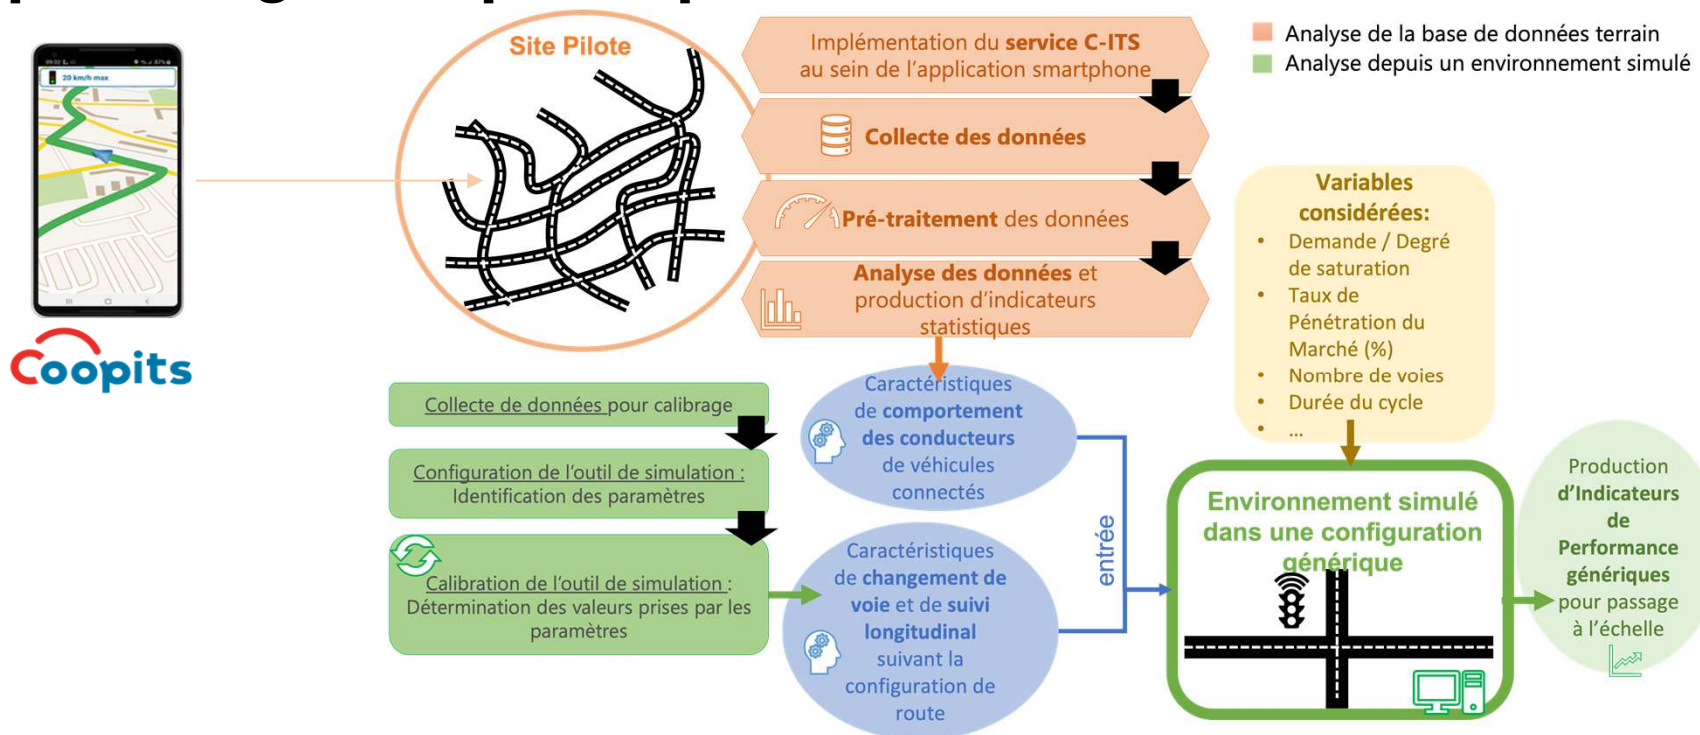 09:32
87%
20 km/h max
Coopits
Site Pilote
Implémentation du service C-ITS
au sein de l'application smartphone
Collecte des données
Pré-traitement des données
Analyse des données et
production d'indicateurs
statistiques
Analyse de la base de données terrain
Analyse depuis un environnement simulé
Variables
considérées:
• Demande / Degré
de saturation
• Taux de
Pénétration du
Marché (%)
• Nombre de voies
• Durée du cycle
• ...
Collecte de données pour calibrage
Configuration de l'outil de simulation :
Identification des paramètres
Calibration de l'outil de simulation :
Détermination des valeurs prises par les
paramètres
Caractéristiques
de comportement
des conducteurs
de véhicules
connectés
Caractéristiques
de changement de
voie et de suivi
longitudinal
suivant la
configuration de
route
entrée
Environnement simulé
dans une configuration
générique
Production
d'Indicateurs
de
Performance
génériques
pour passage
à l'échelle